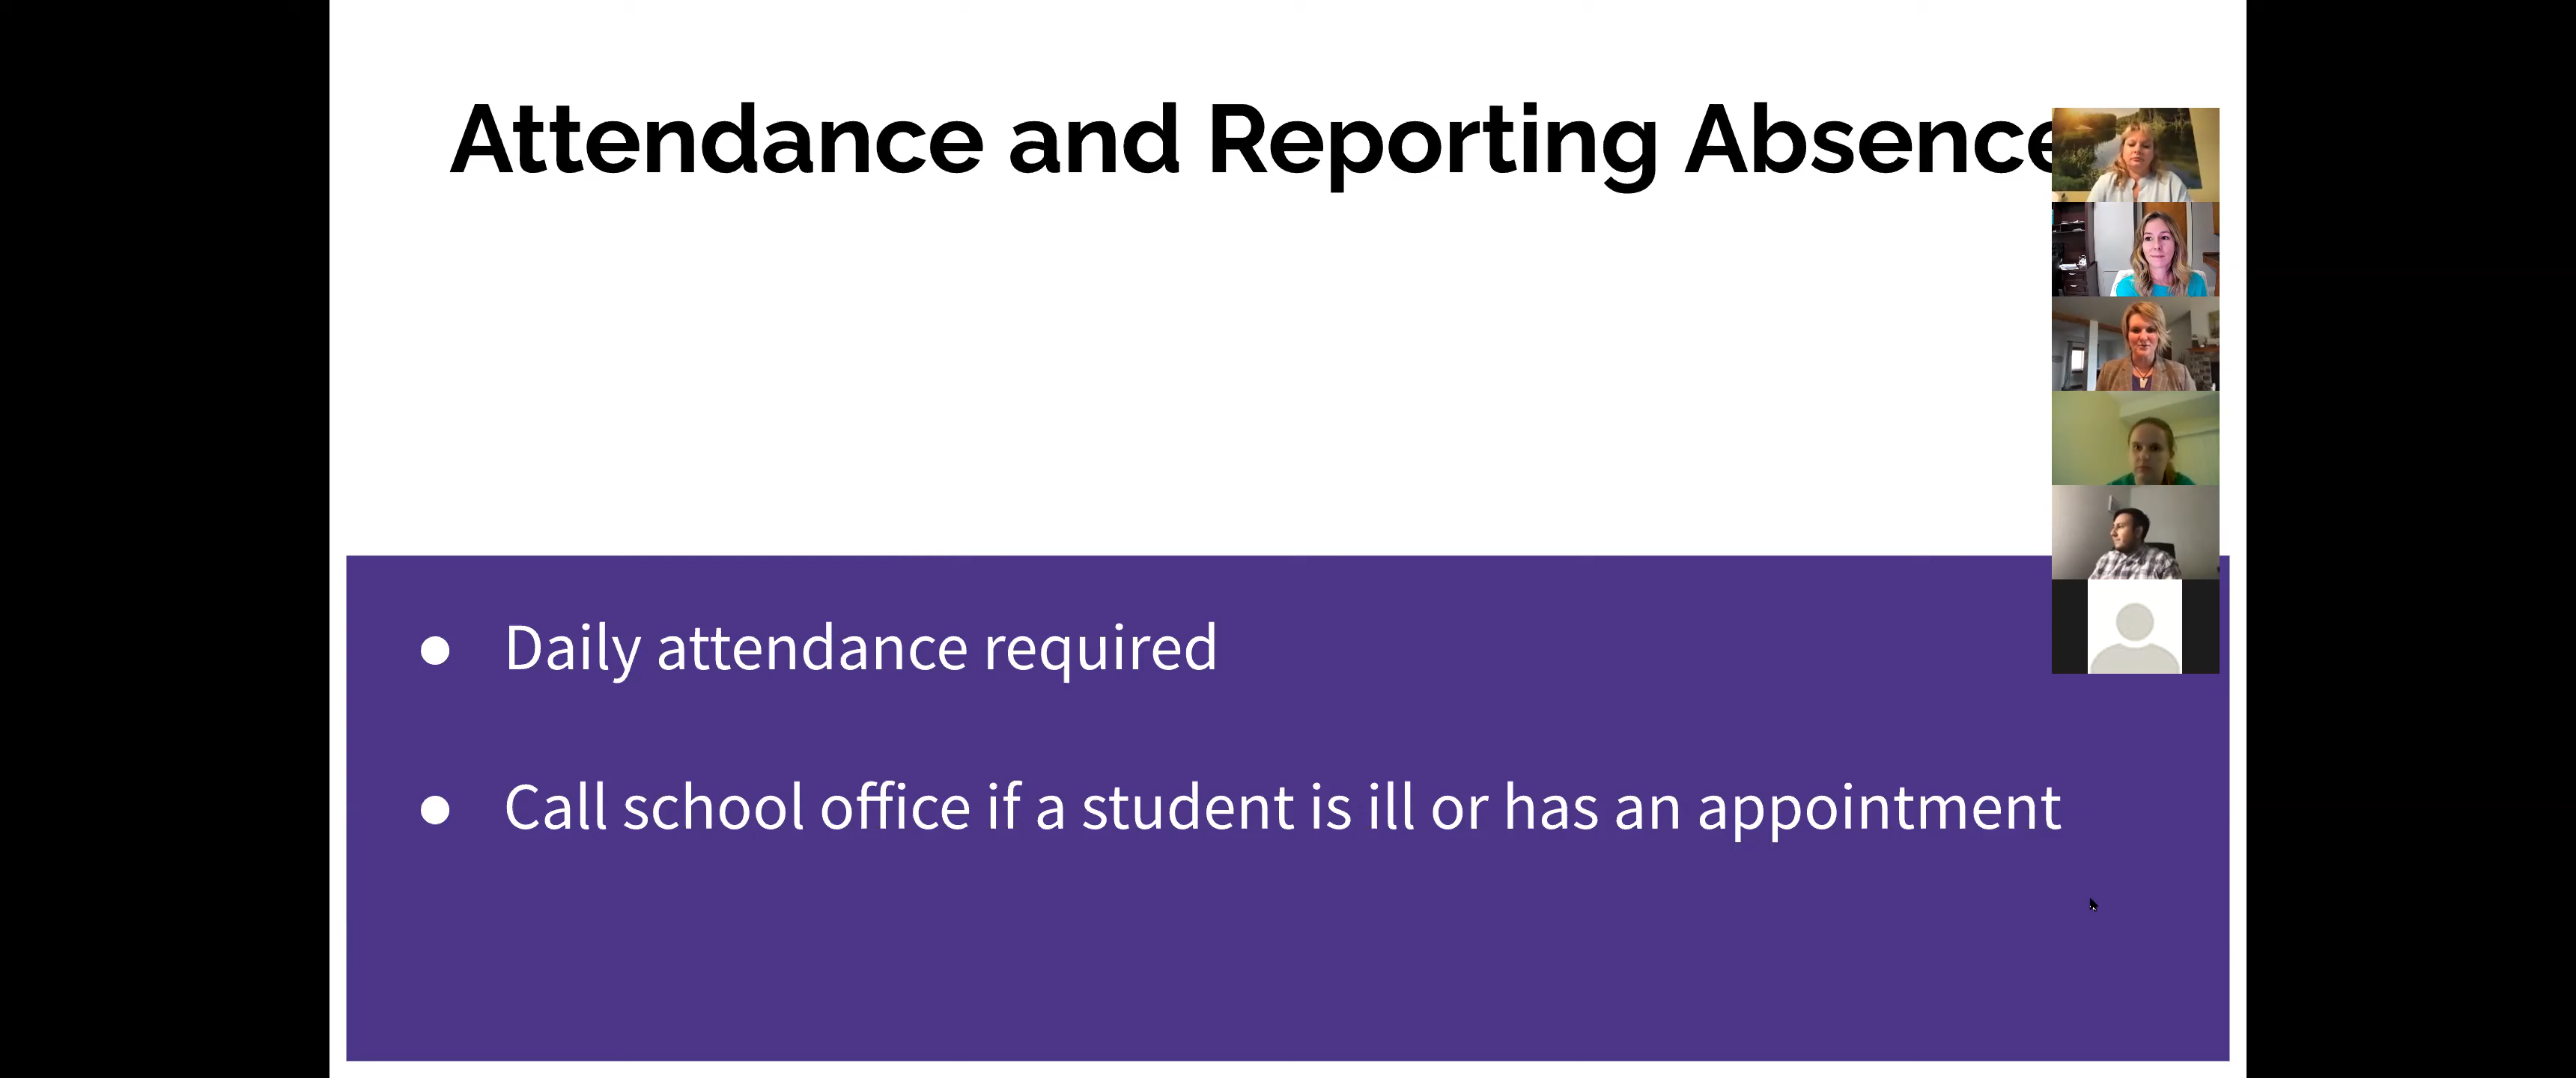 Attendance and Reporting Absence
● Daily attendance required
● Call school office if a student is ill or has an appointment